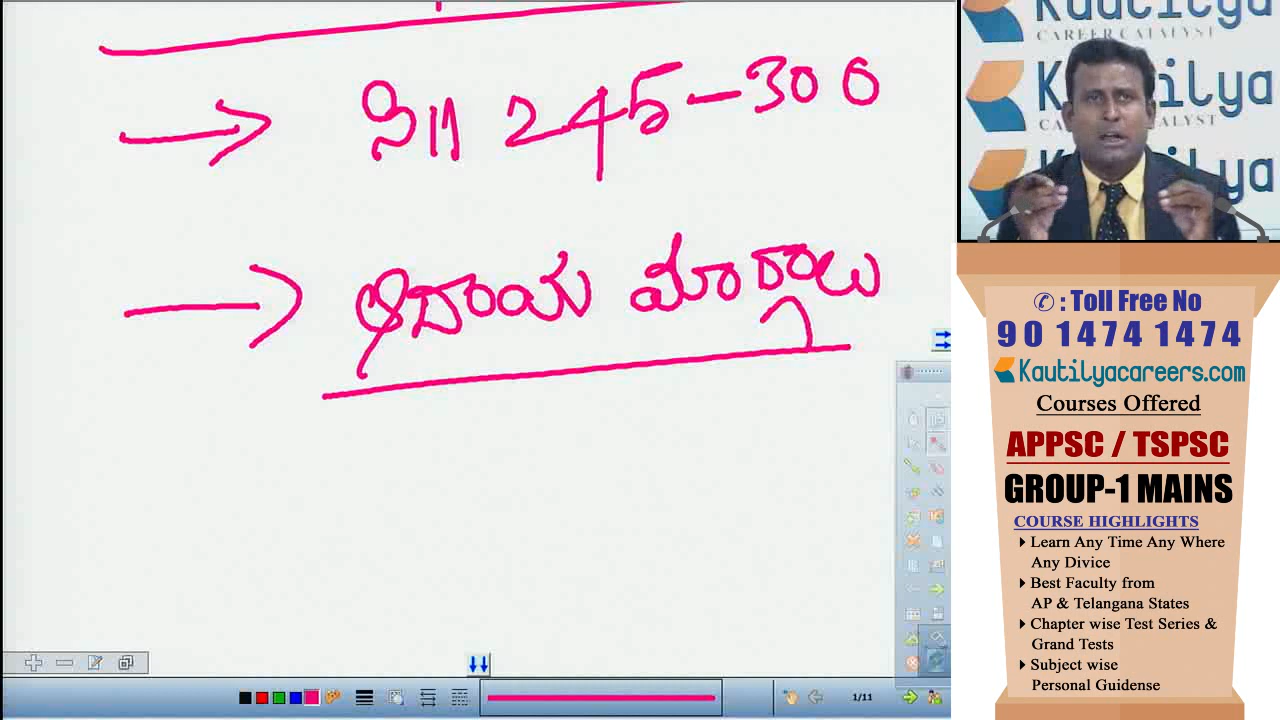 → ని॥ 245-300
→ ఆదాయ మార్గాలు
1/11
Kautilya
CAREER CATALYST
Kautilya
CATALYST
ilya
✆ : Toll Free No
90 1474 1474
Kautilyacareers.com
Courses Offered
APPSC / TSPSC
GROUP-1 MAINS
COURSE HIGHLIGHTS
Learn Any Time Any Where
Any Divice
Best Faculty from
AP & Telangana States
Chapter wise Test Series &
Grand Tests
Subject wise
Personal Guidense